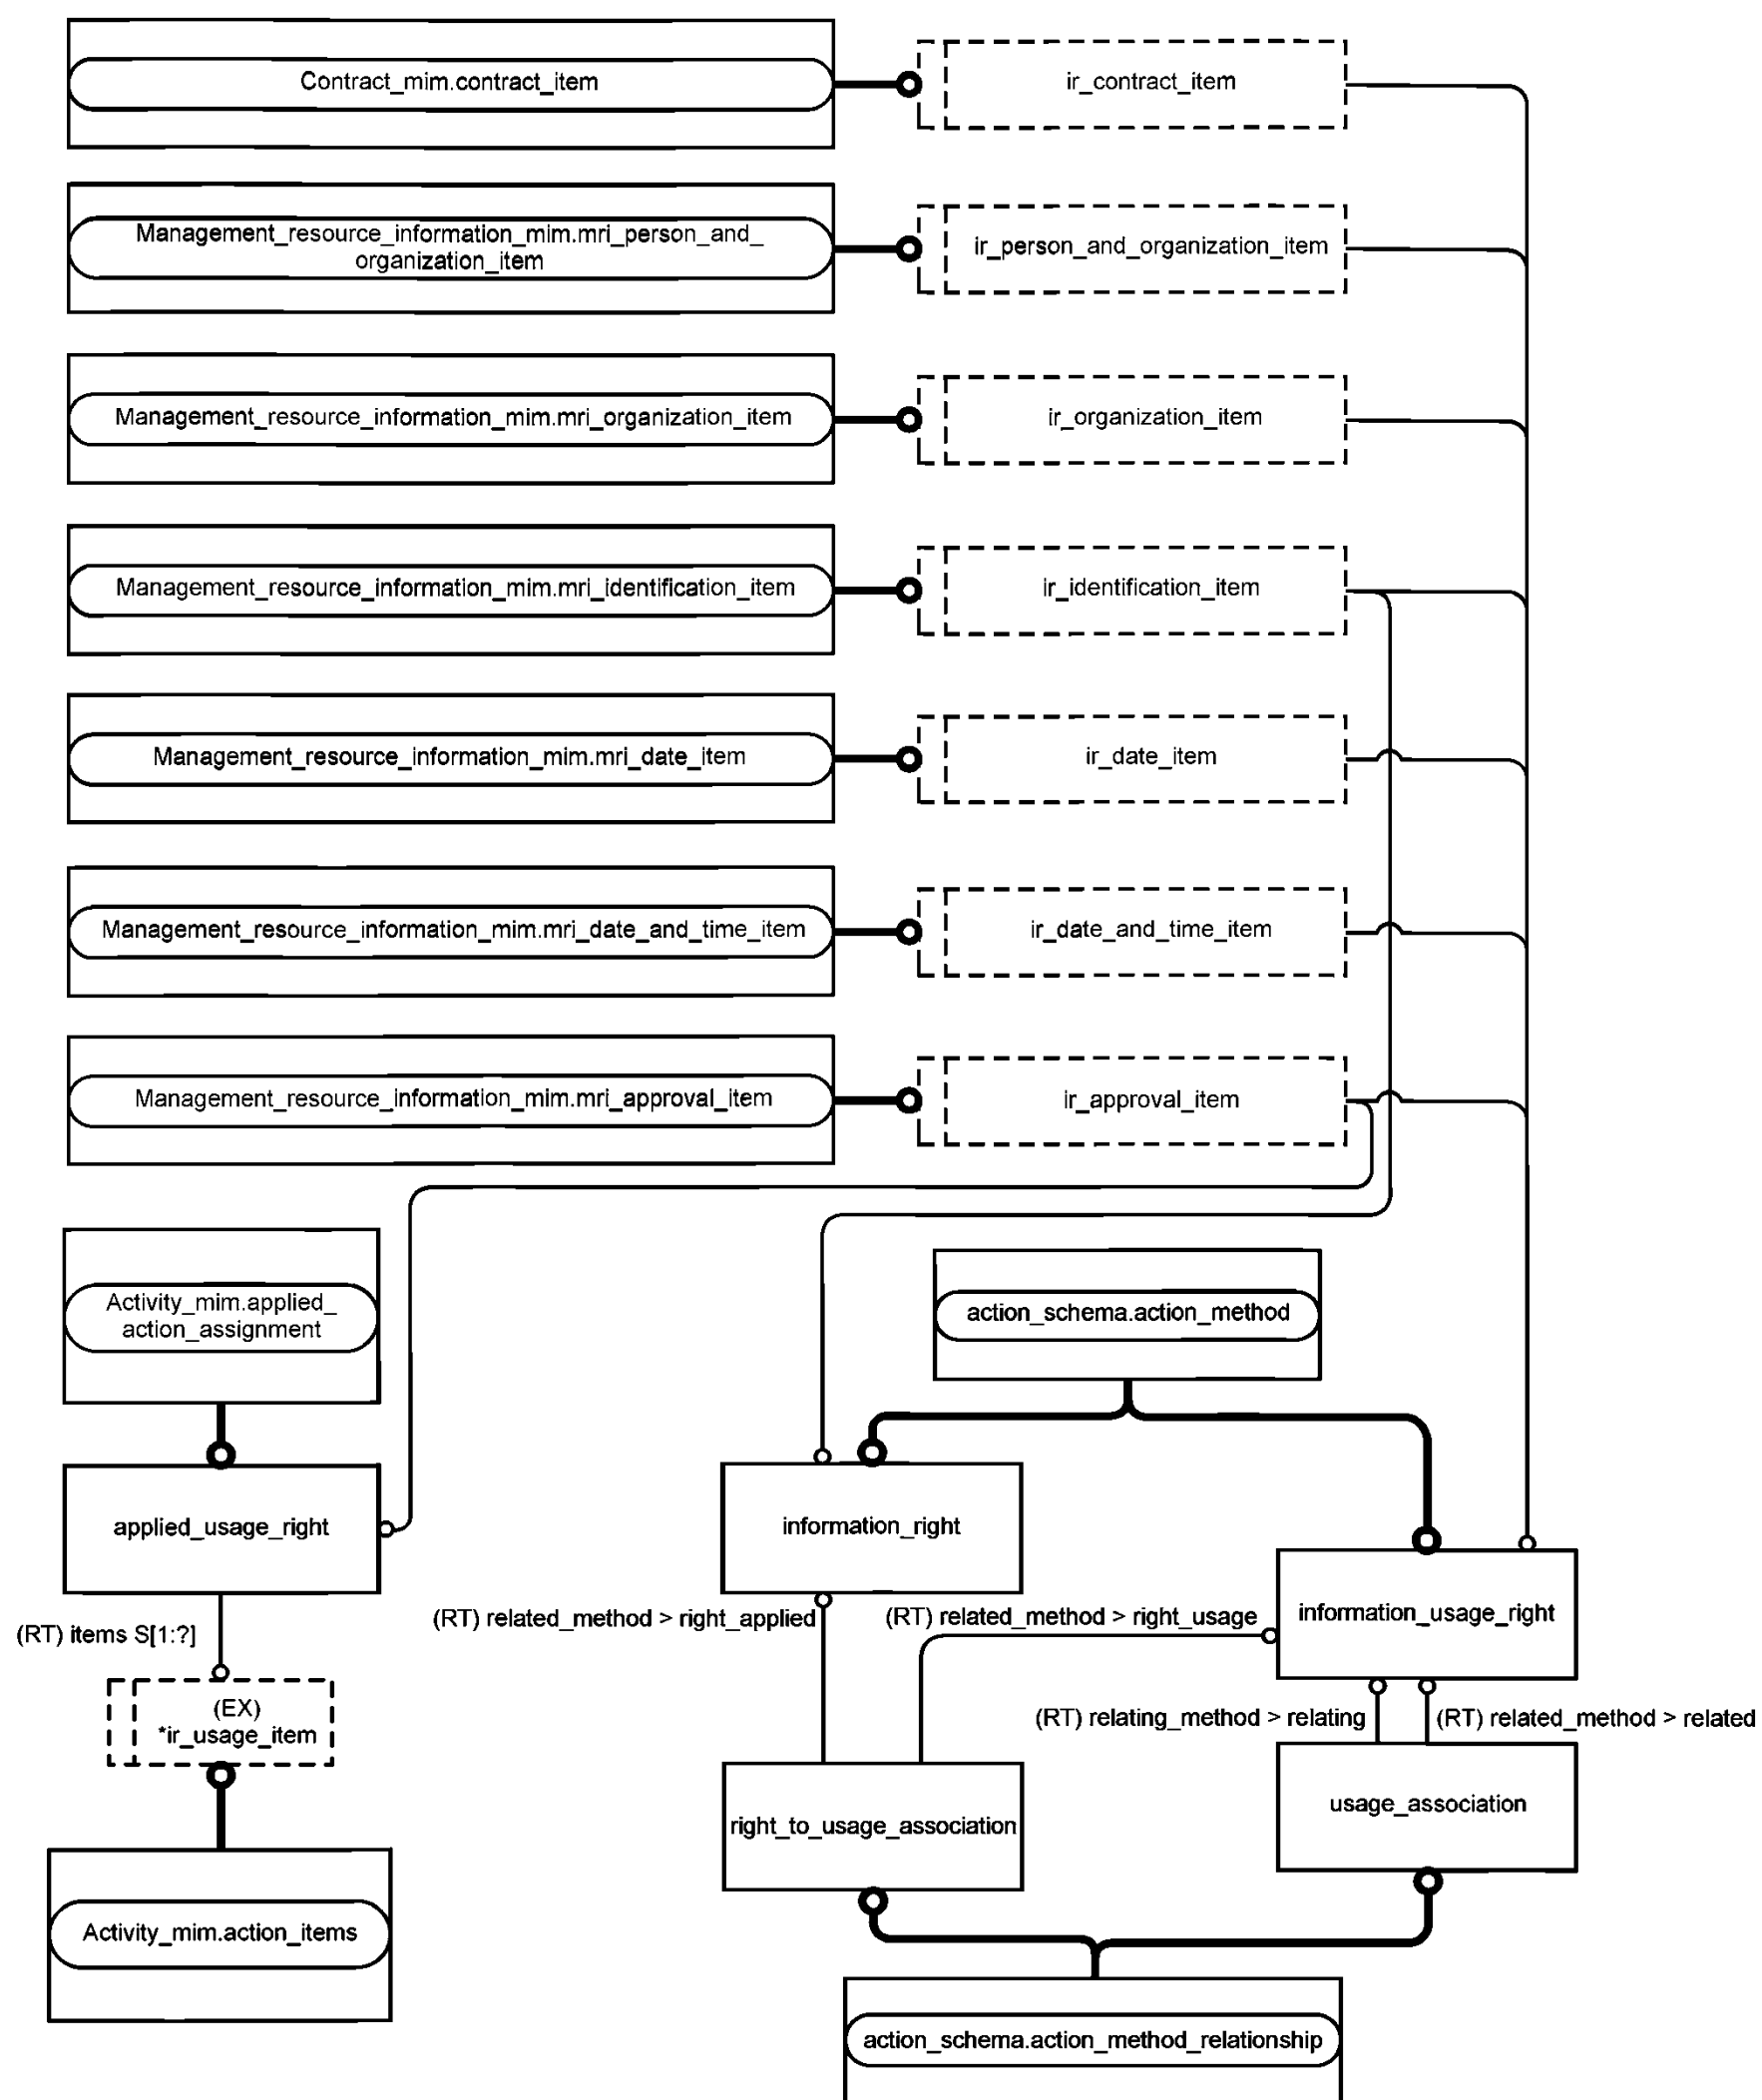 Contract_mim.contract_item
ir_contract_item
Management_resource_information_mim.mri_person_and_
organization_item
ir_person_and_organization_item
Management_resource_information_mim.mri_organization_item
ir_organization_item
Management_resource_information_mim.mri_identification_item
ir_identification_item
Management_resource_information_mim.mri_date_item
ir_date_item
Management_resource_information_mim.mri_date_and_time_item
ir_date_and_time_item
Management_resource_information_mim.mri_approval_item
ir_approval_item
Activity_mim.applied_
action_assignment
action_schema.action_method
applied_usage_right
information_right
information_usage_right
(RT) related_method > right_applied
(RT) related_method > right_usage
(RT) items S[1:?]
(EX)
*ir_usage_item
(RT) relating_method > relating
(RT) related_method > related
right_to_usage_association
usage_association
Activity_mim.action_items
action_schema.action_method_relationship